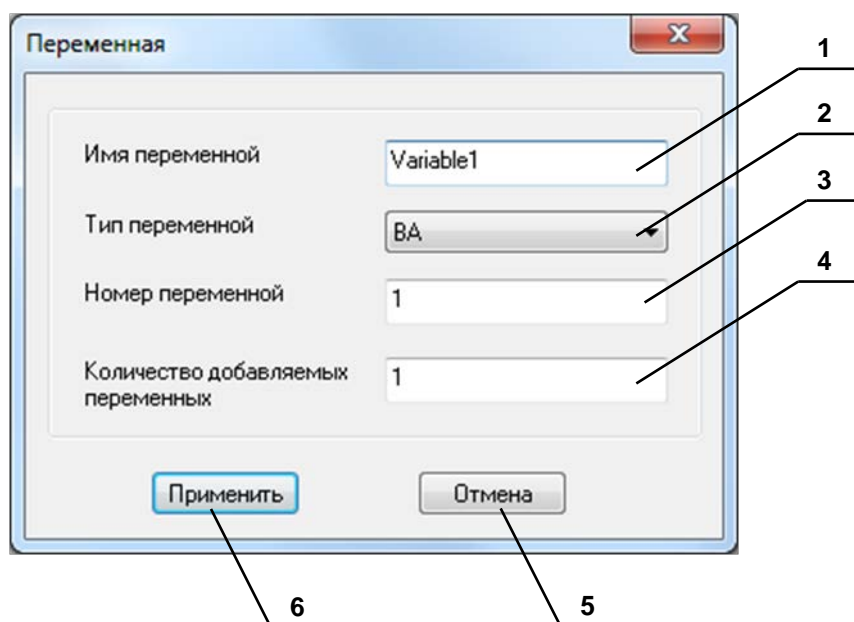 Переменная
1
2
Имя переменной Variable1
3
Тип переменной BA
4
Номер переменной 1
Количество добавляемых 1
переменных
Применить Отмена
6 5